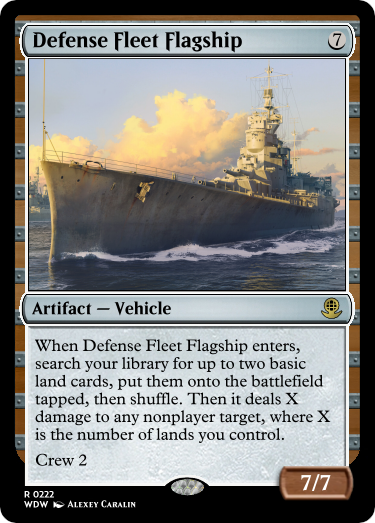 Defense Fleet Flagship 7
Artifact — Vehicle
When Defense Fleet Flagship enters,
search your library for up to two basic
land cards, put them onto the battlefield
tapped, then shuffle. Then it deals X
damage to any nonplayer target, where X
is the number of lands you control.
Crew 2
7/7
R 0222
WDW Alexey Caralin